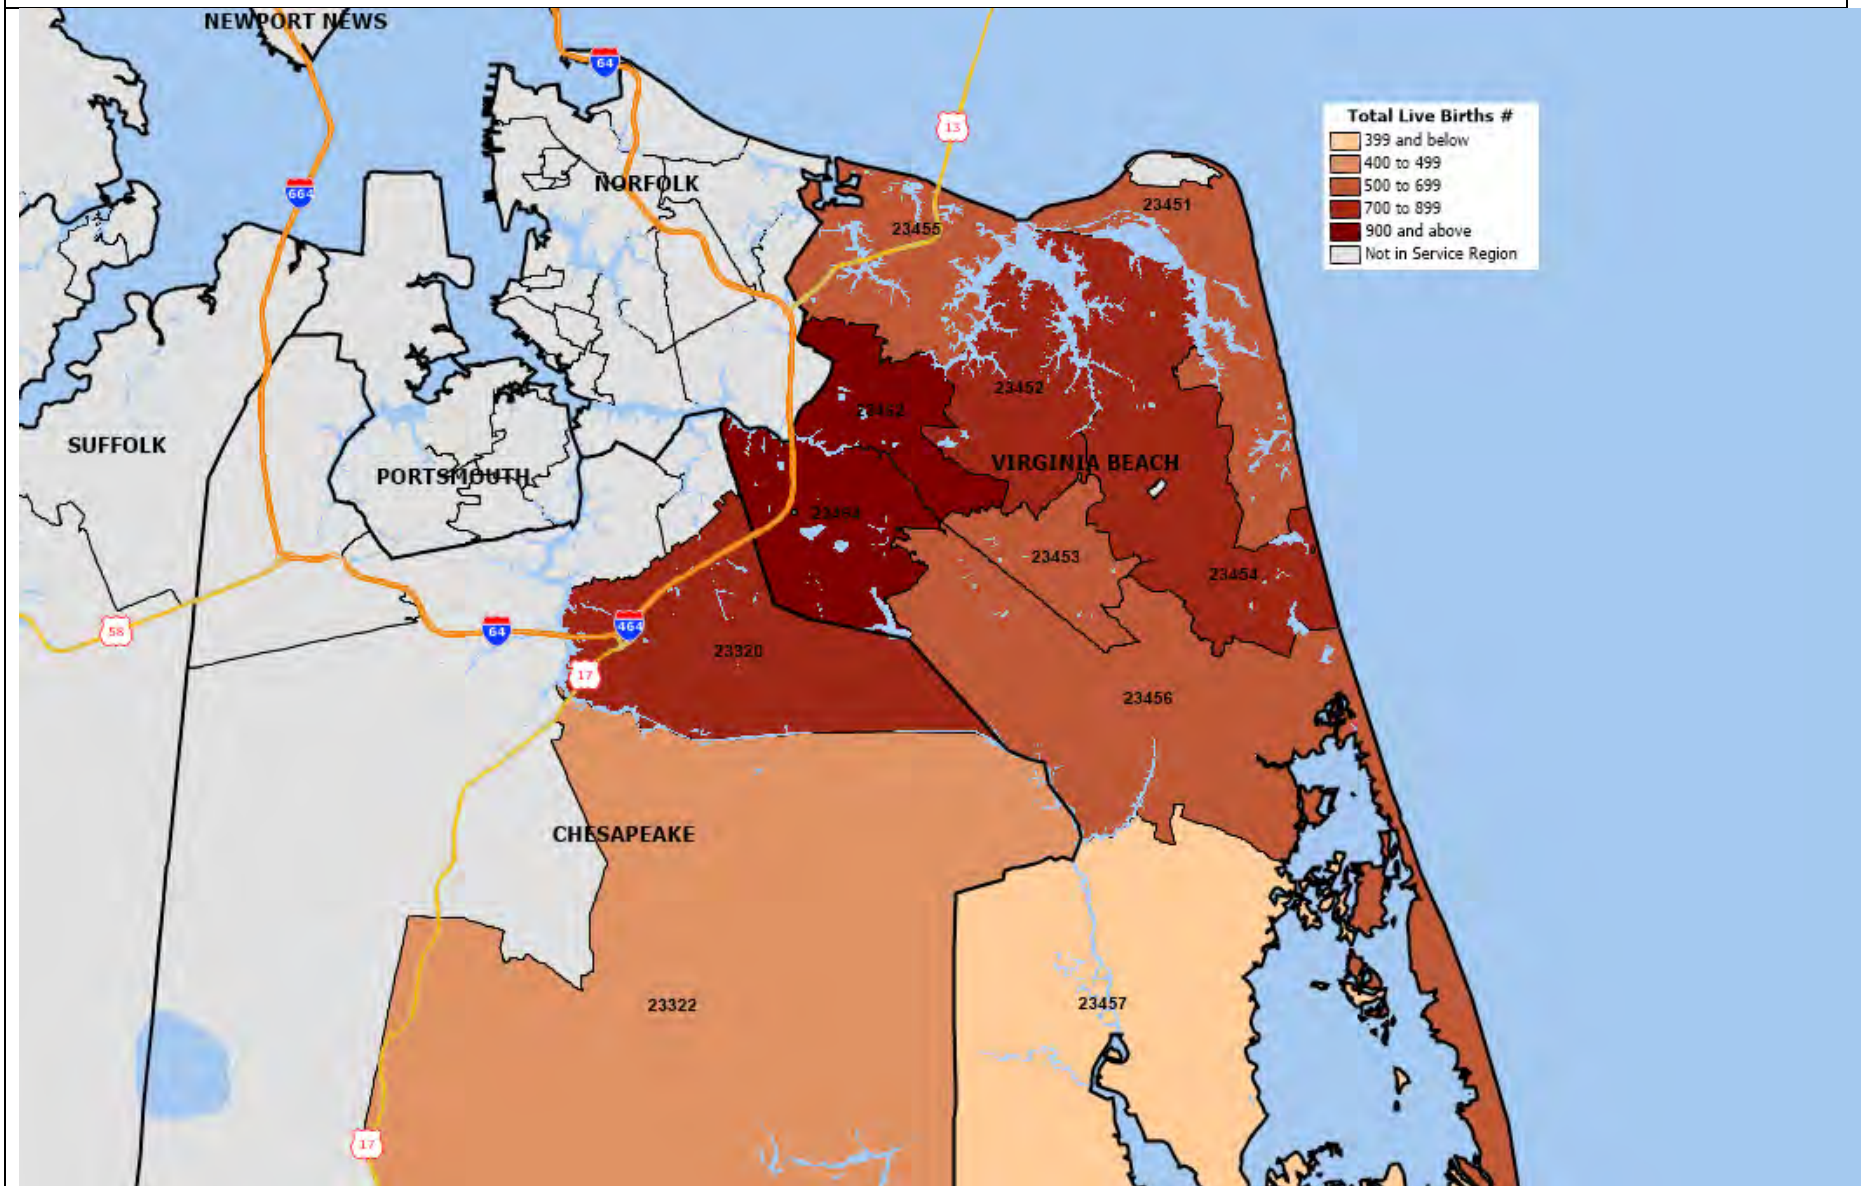 NEWPORT NEWS
64
13
Total Live Births #
399 and below
400 to 499
500 to 699
700 to 899
900 and above
Not in Service Region
664
NORFOLK
23451
23455
23452
23462
SUFFOLK
VIRGINIA BEACH
PORTSMOUTH
23464
23453
23454
58
64
464
23320
17
23456
CHESAPEAKE
23322
23457
17